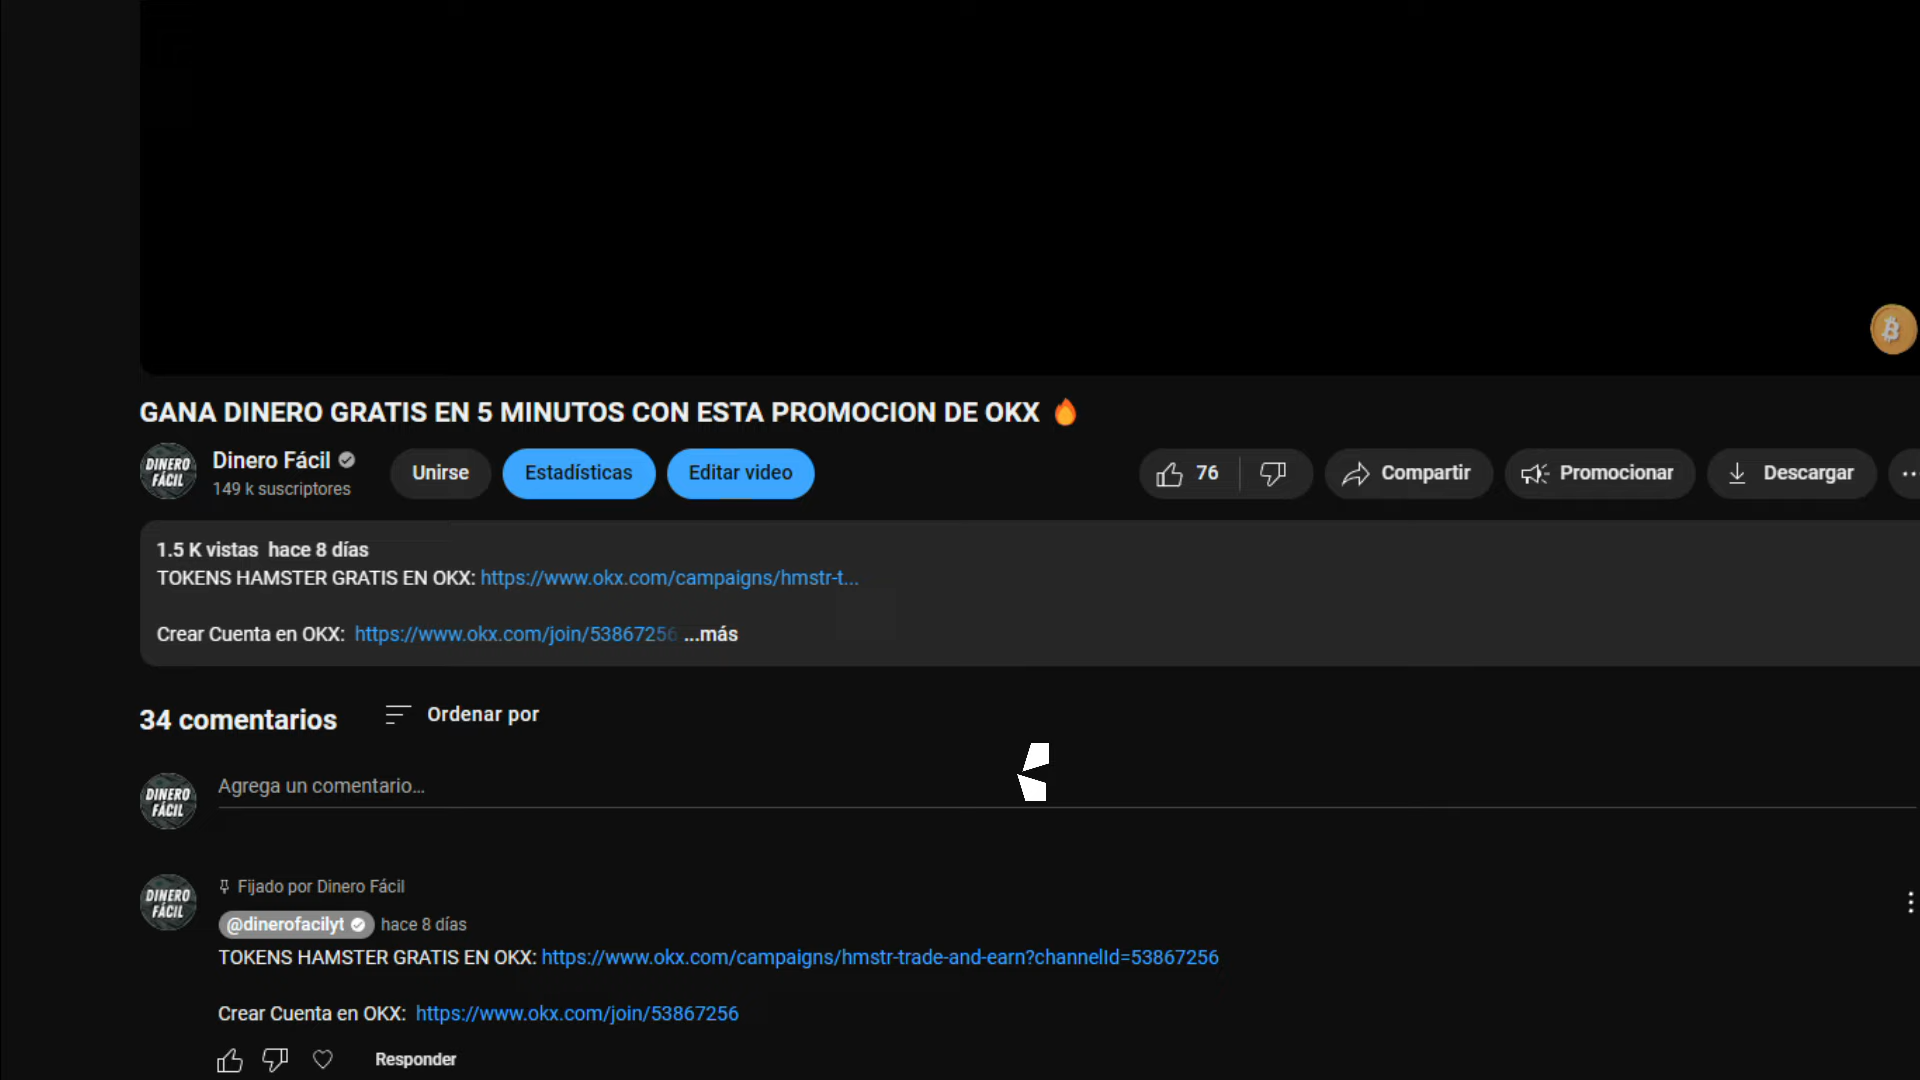 GANA DINERO GRATIS EN 5 MINUTOS CON ESTA PROMOCION DE OKX 🔥
DINERO FÁCIL
Dinero Fácil
149 k suscriptores
Unirse
Estadísticas
Editar video
76
Compartir
Promocionar
Descargar
1.5 K vistas hace 8 días
TOKENS HAMSTER GRATIS EN OKX: https://www.okx.com/campaigns/hmstr-t...
Crear Cuenta en OKX: https://www.okx.com/join/53867256 ...más
34 comentarios
Ordenar por
DINERO FÁCIL
Agrega un comentario...
DINERO FÁCIL
Fijado por Dinero Fácil
@dinerofacilyt hace 8 días
TOKENS HAMSTER GRATIS EN OKX: https://www.okx.com/campaigns/hmstr-trade-and-earn?channelId=53867256
Crear Cuenta en OKX: https://www.okx.com/join/53867256
Responder